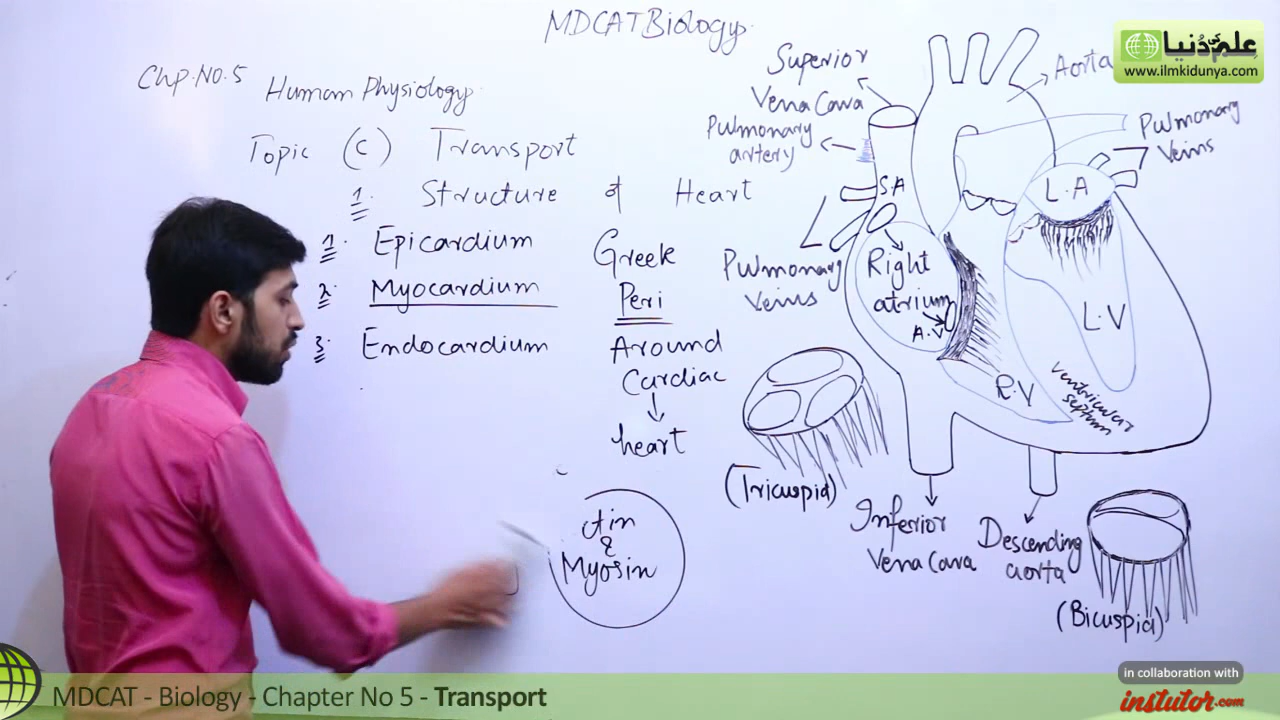 MDCAT Biology.
Chp. No. 5
Human Physiology
Topic (C) Transport
1. Structure of Heart
1. Epicardium
2. Myocardium
3. Endocardium
Greek
Peri
Around
Cardiac
heart
tin
&
Myosin
Superior
Vena Cava
Pulmonary
artery
Aorta
Pulmonary
Veins
S.A
L.A
Pulmonary
Veins
Right
atrium
A.V
L.V
R.V
Ventricular
septum
(Tricuspid)
Inferior
Vena Cava
Descending
aorta
(Bicuspid)
علم کی دنیا
www.ilmkidunya.com
in collaboration with
instutor.com
MDCAT - Biology - Chapter No 5 - Transport